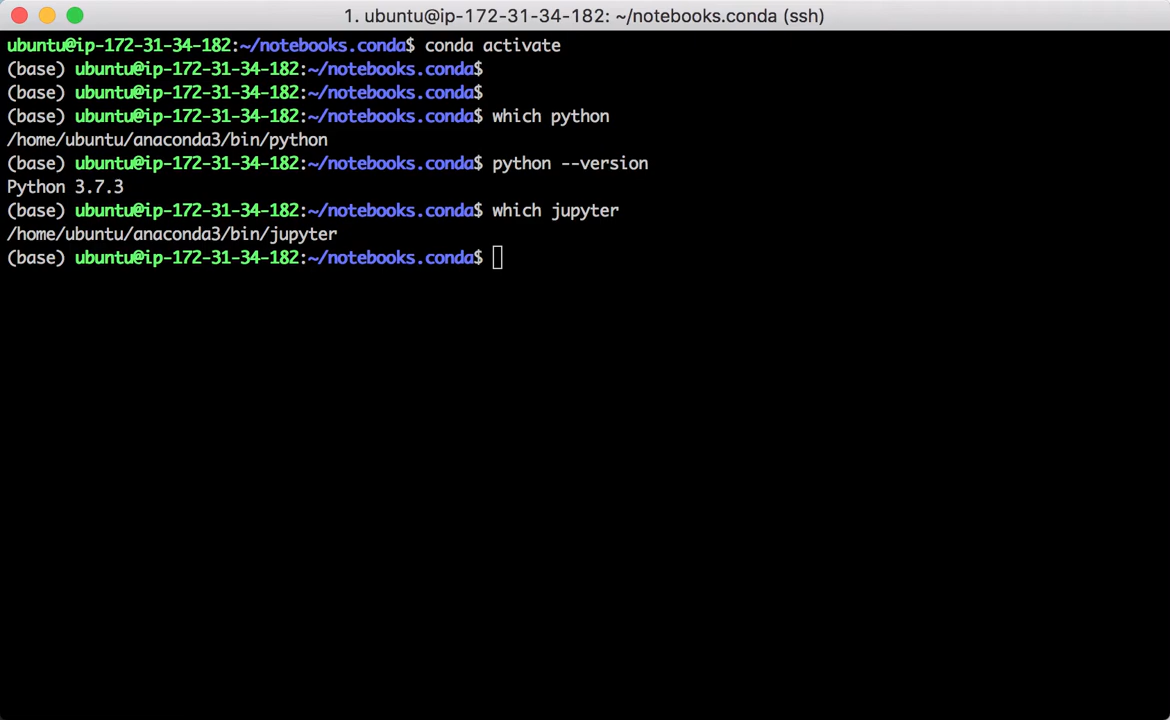 1. ubuntu@ip-172-31-34-182: ~/notebooks.conda (ssh)
ubuntu@ip-172-31-34-182:~/notebooks.conda$ conda activate
(base) ubuntu@ip-172-31-34-182:~/notebooks.conda$
(base) ubuntu@ip-172-31-34-182:~/notebooks.conda$
(base) ubuntu@ip-172-31-34-182:~/notebooks.conda$ which python
/home/ubuntu/anaconda3/bin/python
(base) ubuntu@ip-172-31-34-182:~/notebooks.conda$ python --version
Python 3.7.3
(base) ubuntu@ip-172-31-34-182:~/notebooks.conda$ which jupyter
/home/ubuntu/anaconda3/bin/jupyter
(base) ubuntu@ip-172-31-34-182:~/notebooks.conda$